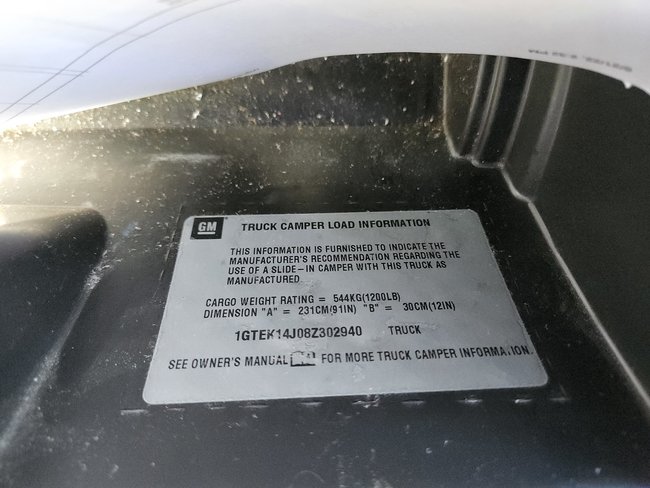 GM TRUCK CAMPER LOAD INFORMATION
THIS INFORMATION IS FURNISHED TO INDICATE THE
MANUFACTURER'S RECOMMENDATION REGARDING THE
USE OF A SLIDE-IN CAMPER WITH THIS TRUCK AS
MANUFACTURED
CARGO WEIGHT RATING = 544KG(1200LB)
DIMENSION "A" = 231CM(91IN) "B" = 30CM(12IN)
1GTEK14J08Z302940 TRUCK
SEE OWNER'S MANUAL FOR MORE TRUCK CAMPER INFORMATION.